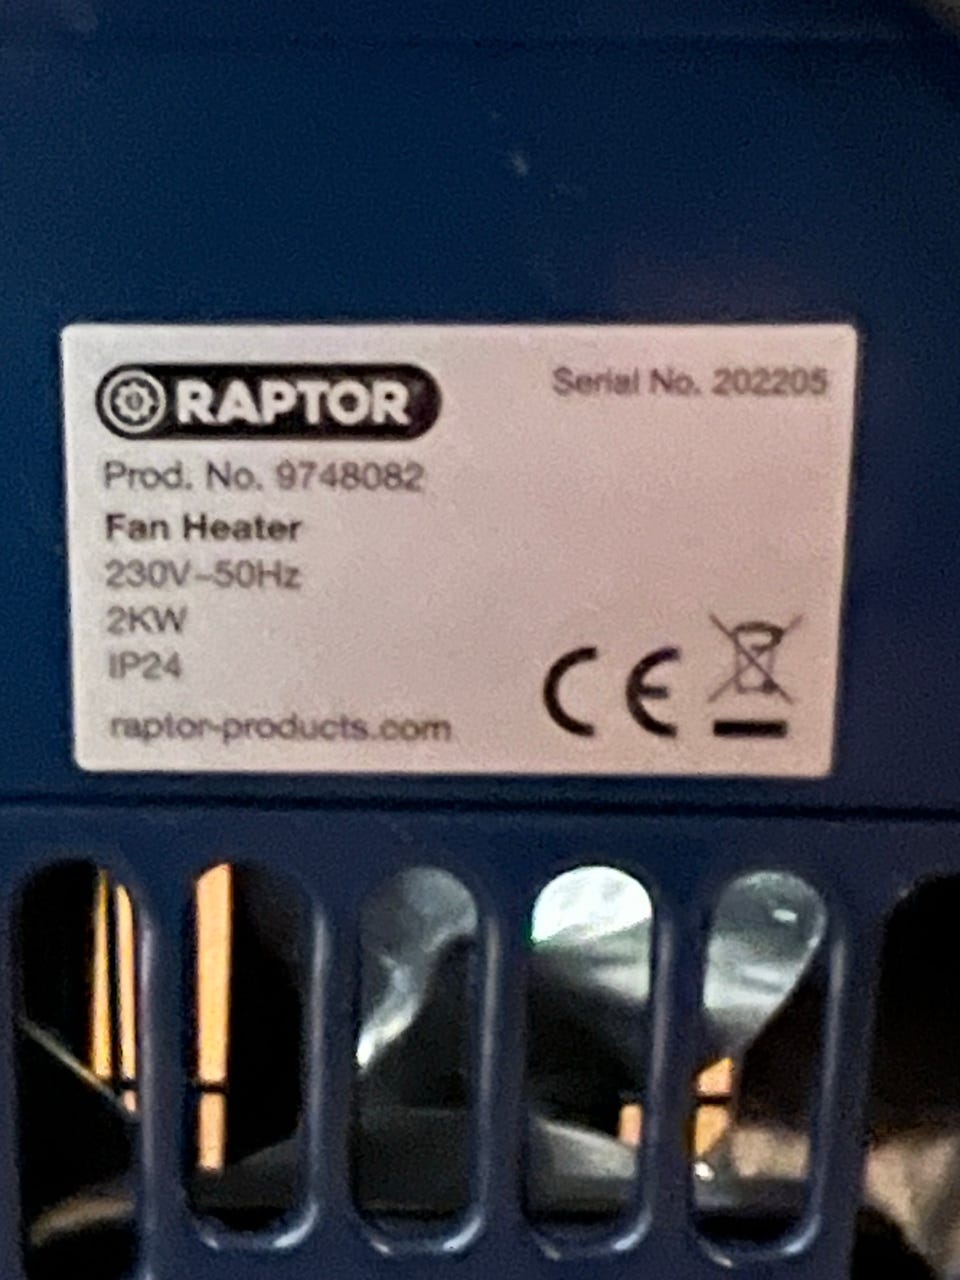 RAPTOR
Serial No. 202205
Prod. No. 9748082
Fan Heater
230V~50Hz
2KW
IP24
raptor-products.com
CE